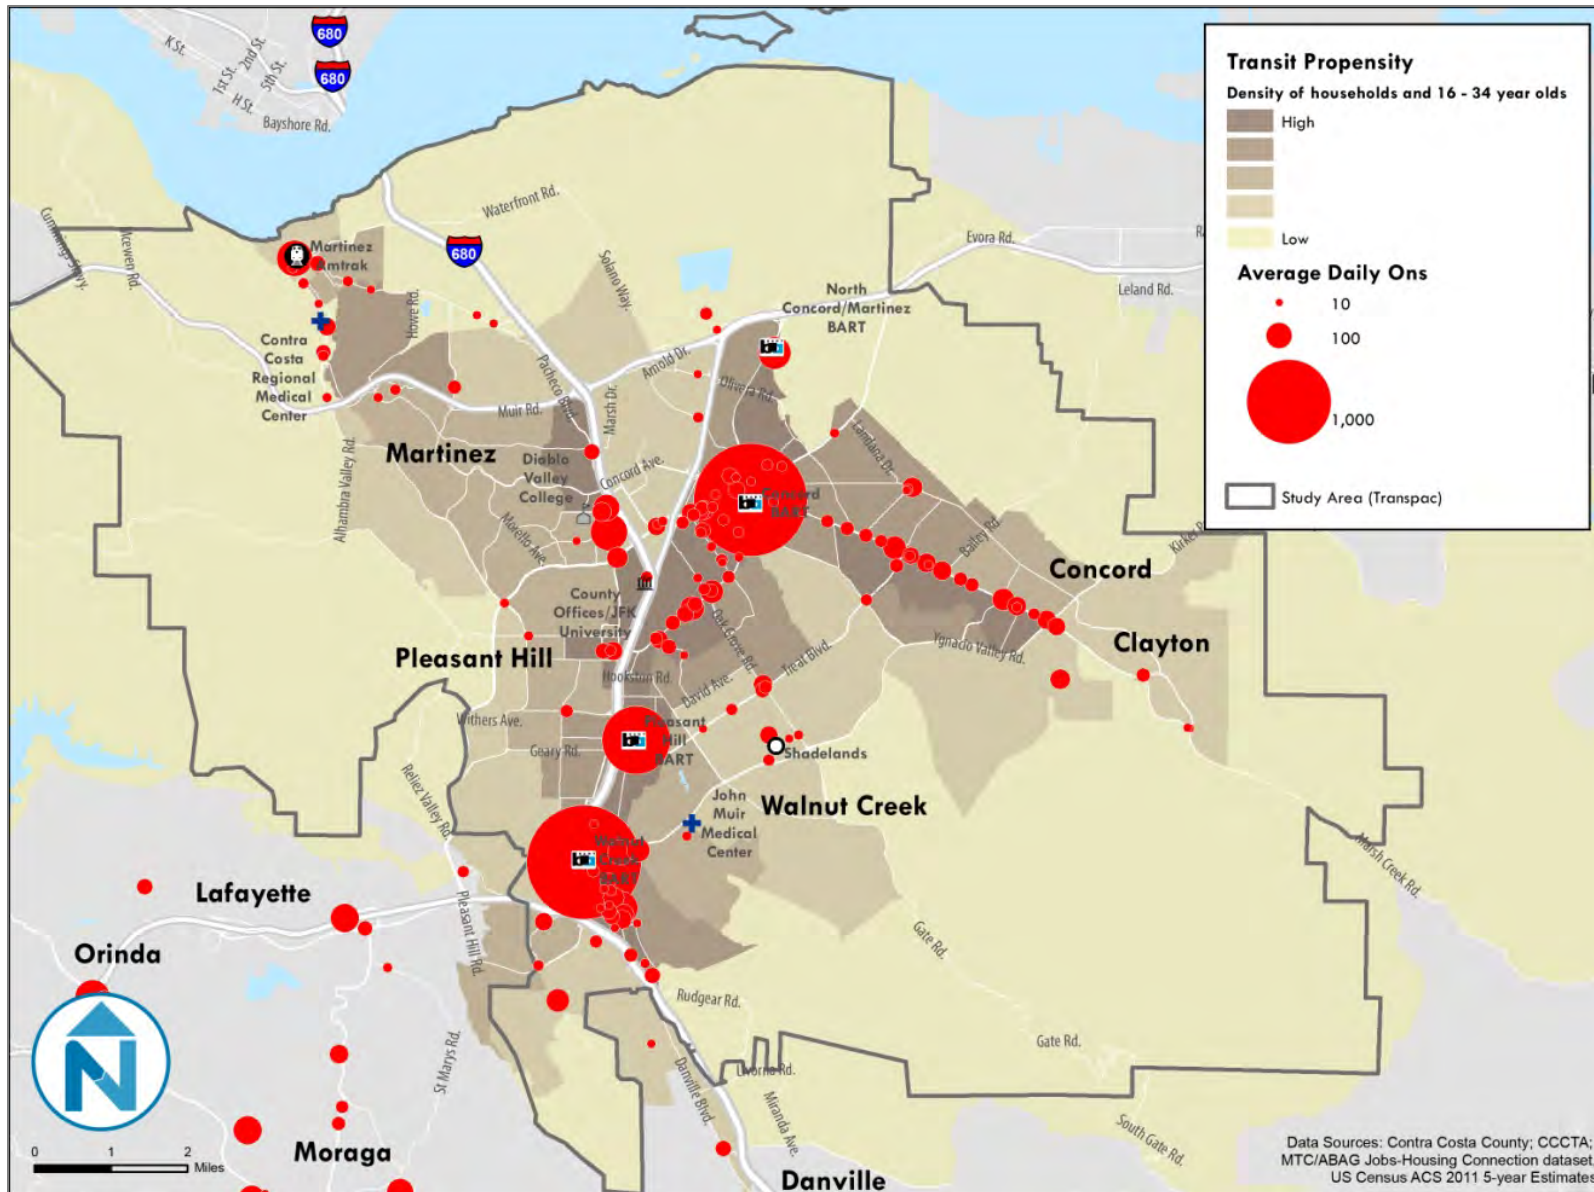 680
680
K St.
2nd St.
1st St.
5th St.
H St.
Bayshore Rd.
Transit Propensity
Density of households and 16 - 34 year olds
High
Low
Average Daily Ons
10
100
1,000
Study Area (Transpac)
Waterfront Rd.
680
Solano Way.
Evora Rd.
Leland Rd.
Cummings Skwy.
Martinez
Amtrak
Howe Rd.
North
Concord/Martinez
BART
Contra
Costa
Regional
Medical
Center
Pacheco Blvd.
Arnold Dr.
Olivera Rd.
Muir Rd.
Marsh Dr.
Landana Dr.
Martinez
Diablo
Valley
College
Concord Ave.
Concord
BART
Alhambra Valley Rd.
Morello Ave.
Bailey Rd.
Concord
County
Offices/JFK
University
Oak Grove Rd.
Treat Blvd.
Ygnacio Valley Rd.
Clayton
Pleasant Hill
Hookston Rd.
David Ave.
Withers Ave.
Geary Rd.
Pleasant
Hill
BART
Shadelands
Reliez Valley Rd.
John
Muir
Medical
Center
Walnut Creek
Walnut
Creek
BART
Marsh Creek Rd.
Lafayette
Pleasant Hill Rd.
Gate Rd.
Orinda
Rudgear Rd.
N
St Marys Rd.
Gate Rd.
Danville Blvd.
Livorna Rd.
Miranda Ave.
South Gate Rd.
Moraga
Danville
0 1 2
Miles
Data Sources: Contra Costa County; CCCTA;
MTC/ABAG Jobs-Housing Connection dataset
US Census ACS 2011 5-year Estimates